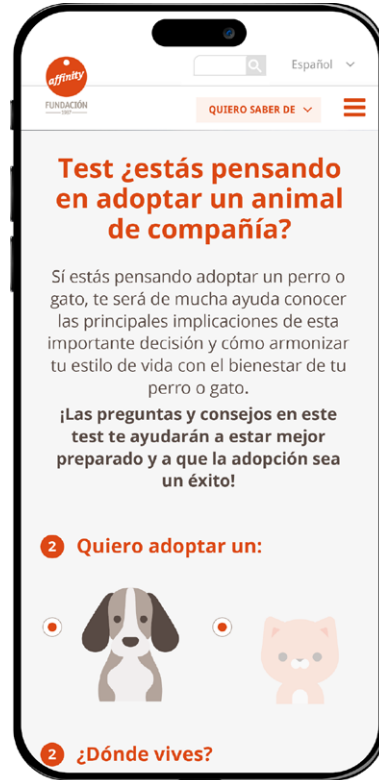 Español
affinity
FUNDACIÓN
QUIERO SABER DE
Test ¿estás pensando
en adoptar un animal
de compañía?
Sí estás pensando adoptar un perro o
gato, te será de mucha ayuda conocer
las principales implicaciones de esta
importante decisión y cómo armonizar
tu estilo de vida con el bienestar de tu
perro o gato.
¡Las preguntas y consejos en este
test te ayudarán a estar mejor
preparado y a que la adopción sea
un éxito!
2 Quiero adoptar un:
2 ¿Dónde vives?